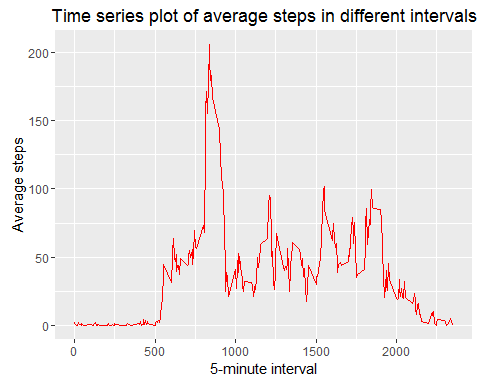 Time series plot of average steps in different intervals
Average steps
200
150
100
50
0
0 500 1000 1500 2000
5-minute interval